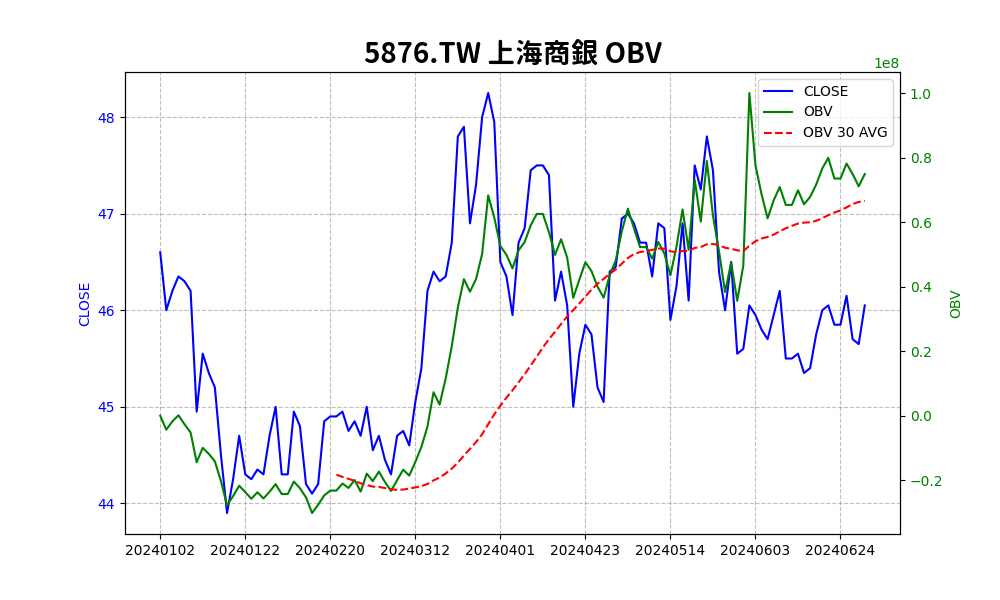 5876.TW 上海商銀 OBV
1e8
CLOSE
OBV
OBV 30 AVG
48
47
46
45
44
CLOSE
1.0
0.8
0.6
0.4
0.2
0.0
−0.2
OBV
20240102 20240122 20240220 20240312 20240401 20240423 20240514 20240603 20240624